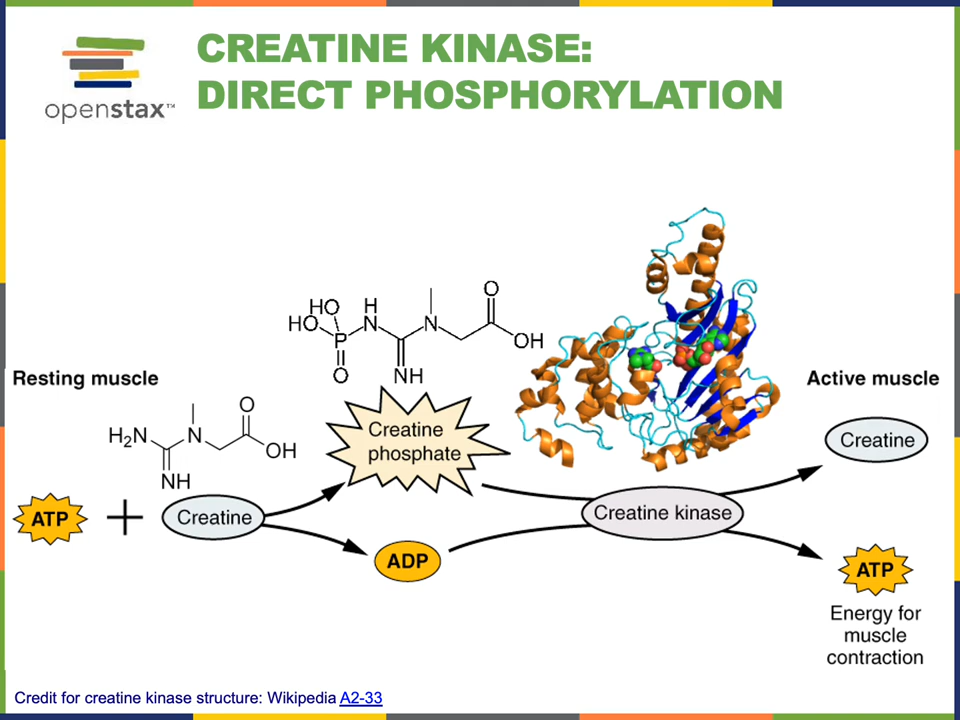 CREATINE KINASE:
DIRECT PHOSPHORYLATION
openstax™
HO
HO
P
O
H
N
N
NH
O
OH
Resting muscle
Active muscle
H₂N
N
NH
O
OH
Creatine
phosphate
Creatine
ATP
+
Creatine
Creatine kinase
ADP
ATP
Energy for
muscle
contraction
Credit for creatine kinase structure: Wikipedia A2-33